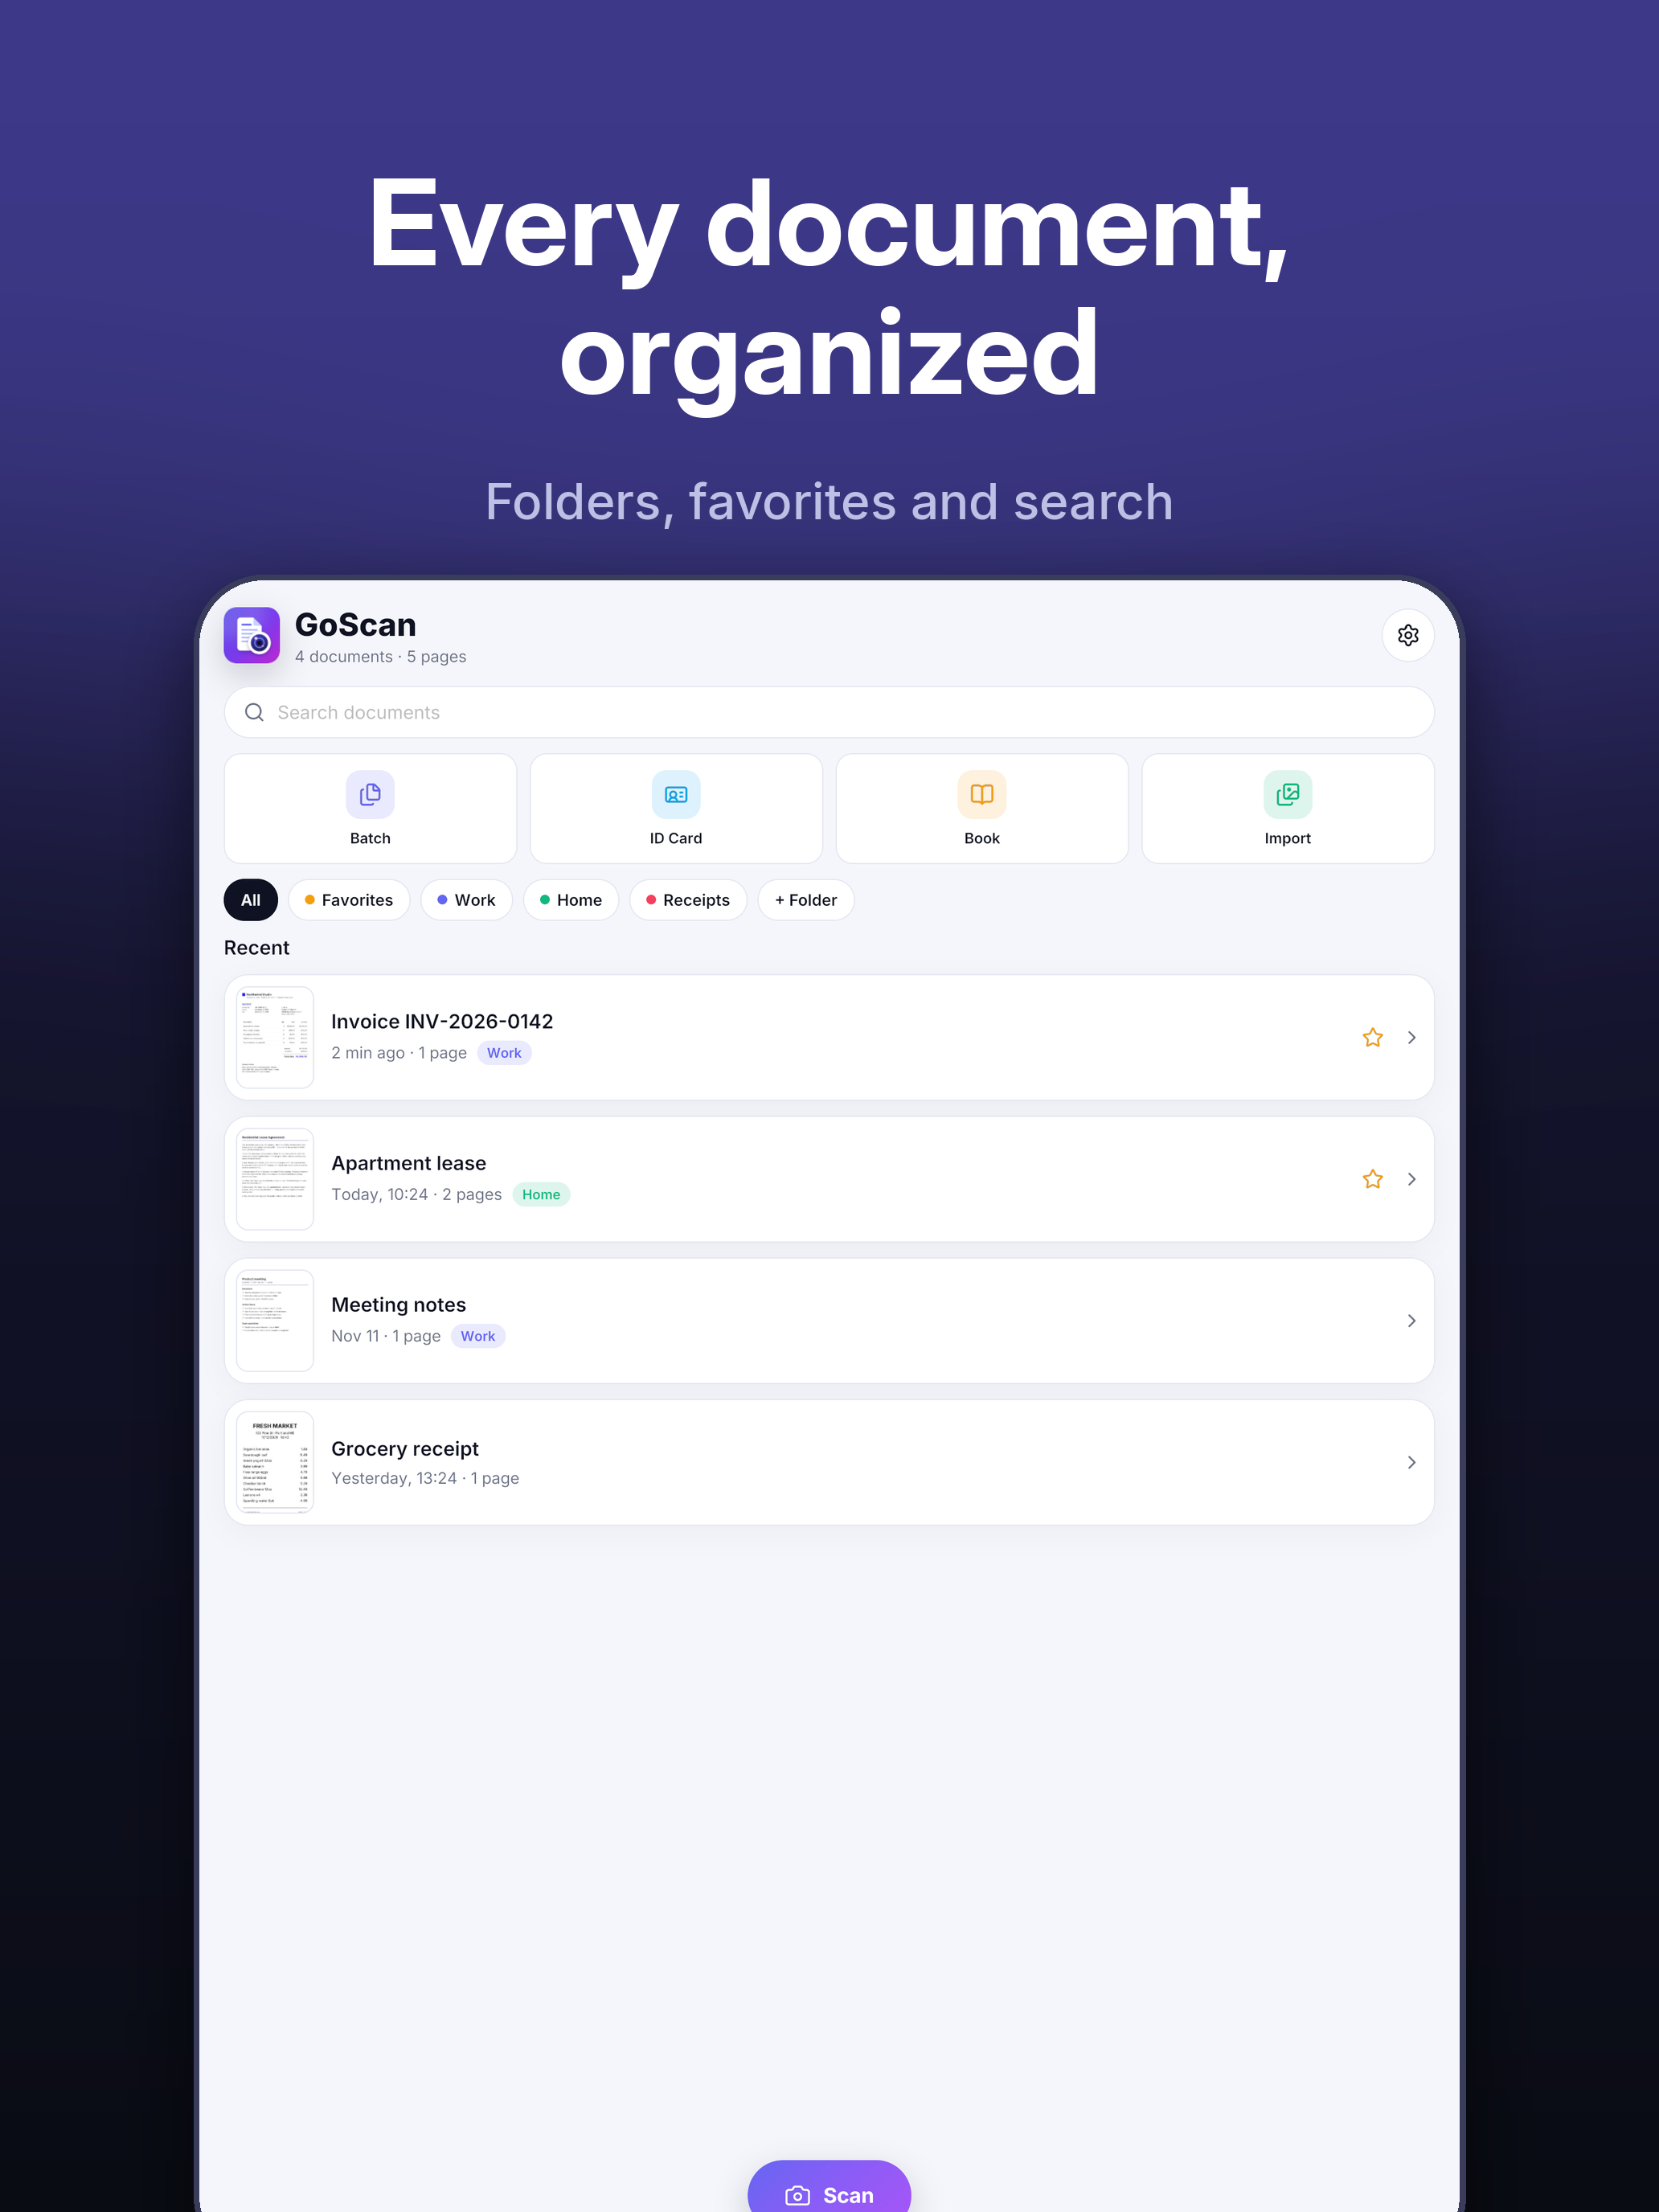 Every document,
organized
Folders, favorites and search
GoScan
4 documents · 5 pages
Search documents
Batch
ID Card
Book
Import
All
Favorites
Work
Home
Receipts
+ Folder
Recent
Invoice INV-2026-0142
2 min ago · 1 page
Work
Apartment lease
Today, 10:24 · 2 pages
Home
Meeting notes
Nov 11 · 1 page
Work
FRESH MARKET
Grocery receipt
Yesterday, 13:24 · 1 page
Scan